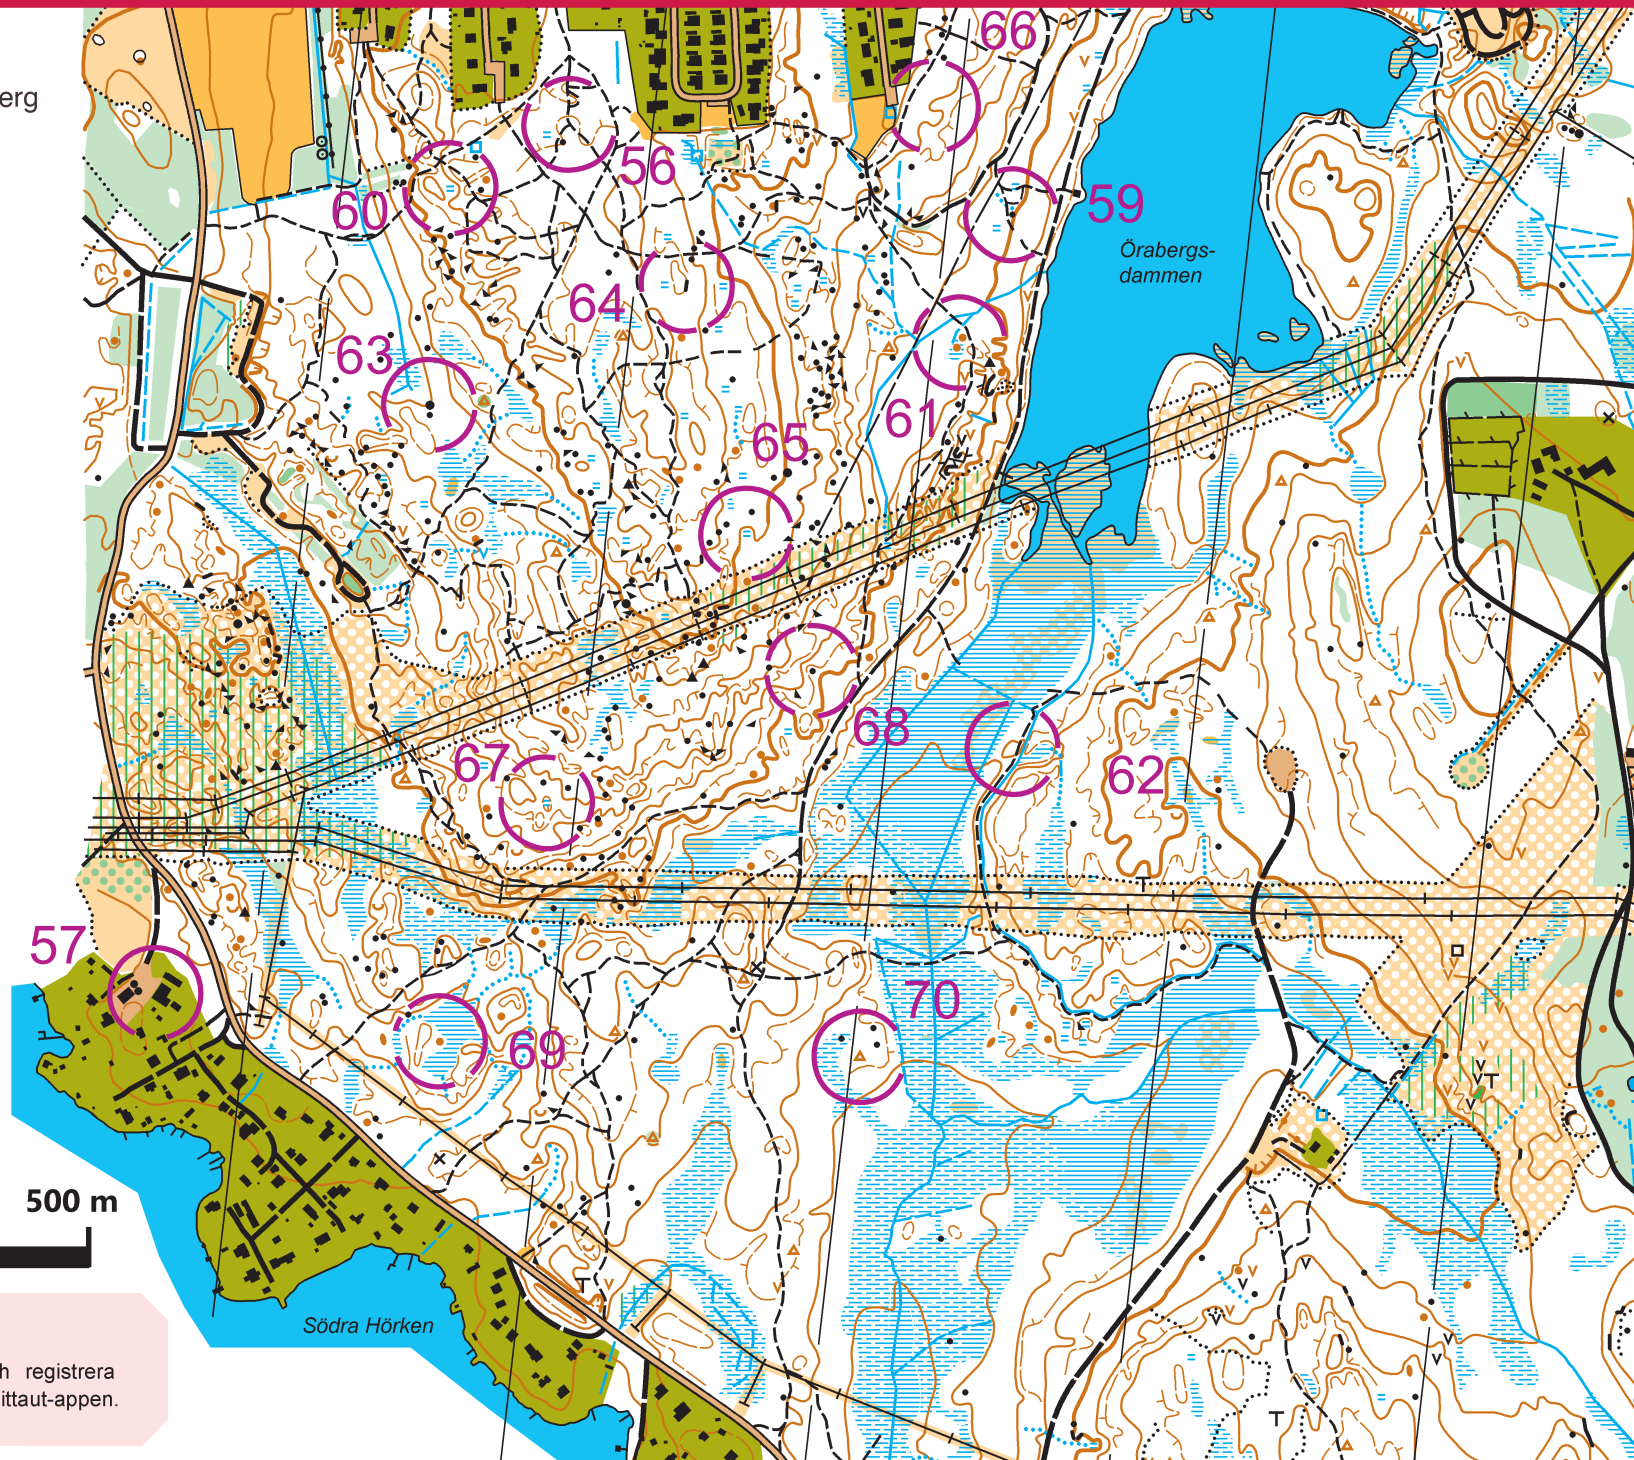 66
erg
56
60
59
Örabergs-
dammen
64
63
61
65
68
67
62
57
70
69
500 m
Södra Hörken
h registrera
ittaut-appen.